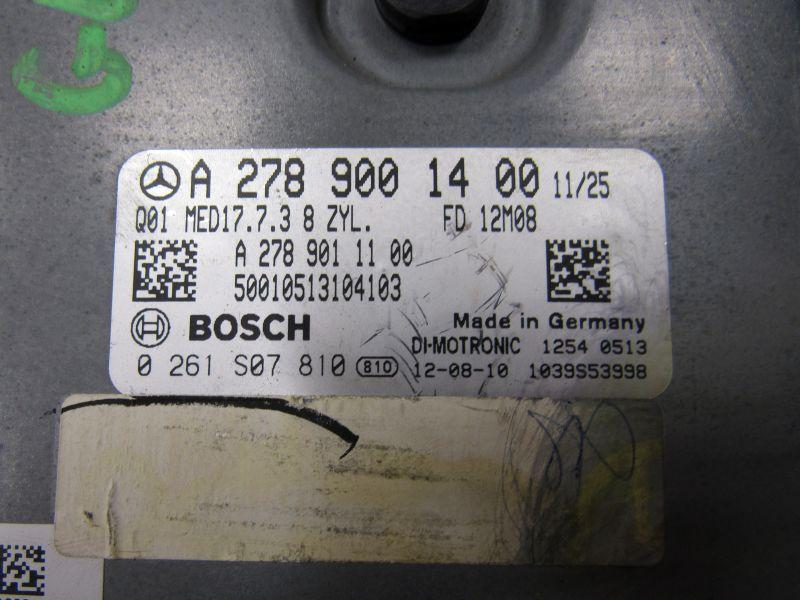 A 278 900 14 00 11/25
Q01 MED17.7.3 8 ZYL. FD 12M08
A 278 901 11 00
50010513104103
BOSCH Made in Germany
DI-MOTRONIC 1254 0513
0 261 S07 810 810 12-08-10 1039S53998